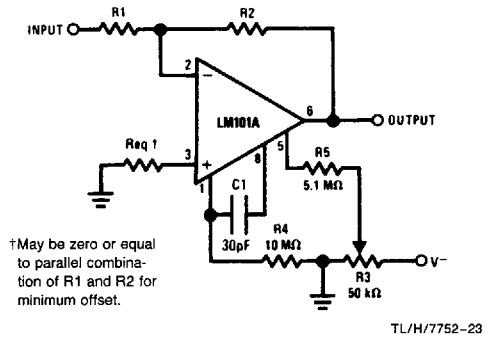 R1
R2
INPUT
2
−
LM101A
6
OUTPUT
Req †
3
+
5
8
1
R5
5.1 MΩ
C1
30pF
R4
10 MΩ
V−
R3
50 kΩ
†May be zero or equal
to parallel combina-
tion of R1 and R2 for
minimum offset.
TL/H/7752–23